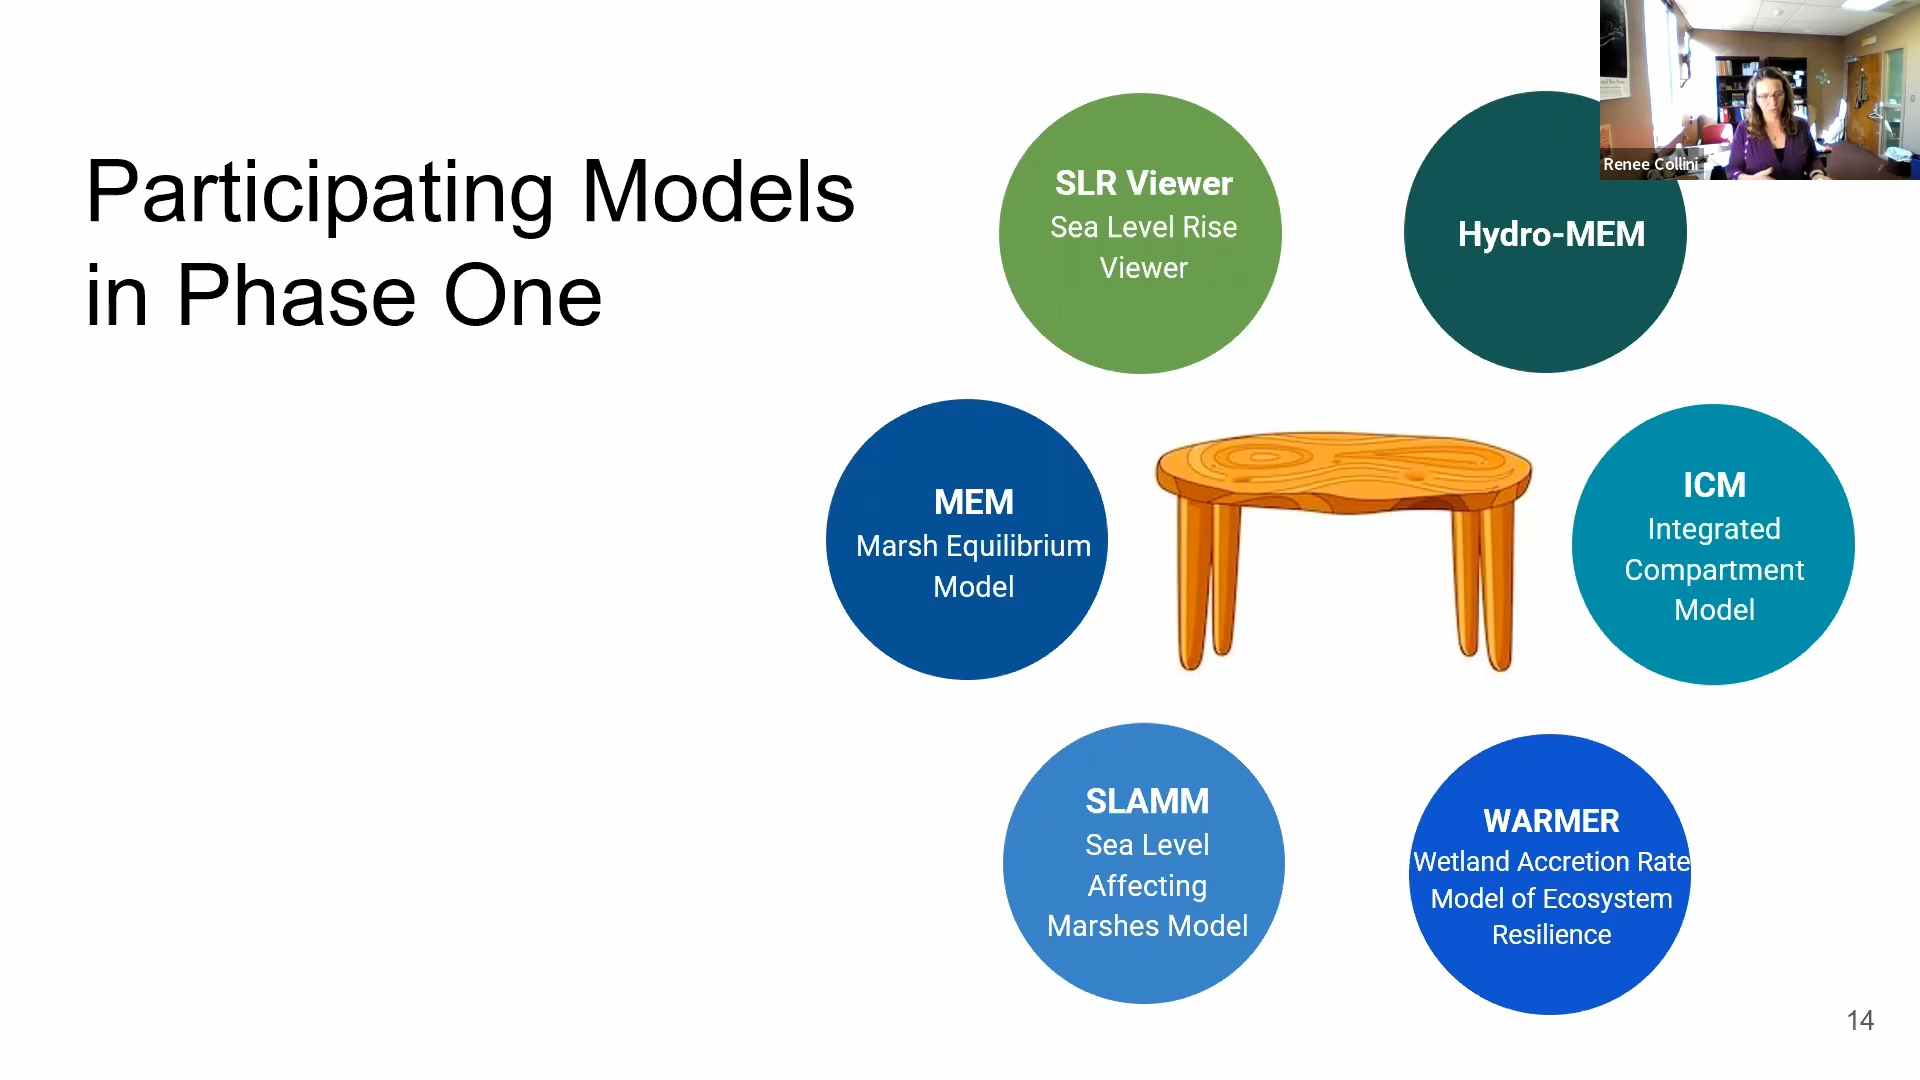 Participating Models
in Phase One
SLR Viewer
Sea Level Rise
Viewer
Hydro-MEM
Renee Collini
MEM
Marsh Equilibrium
Model
ICM
Integrated
Compartment
Model
SLAMM
Sea Level
Affecting
Marshes Model
WARMER
Wetland Accretion Rate
Model of Ecosystem
Resilience
14